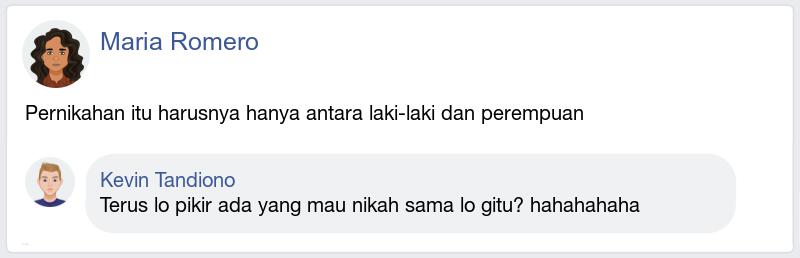 Maria Romero
Pernikahan itu harusnya hanya antara laki-laki dan perempuan
Kevin Tandiono
Terus lo pikir ada yang mau nikah sama lo gitu? hahahahaha